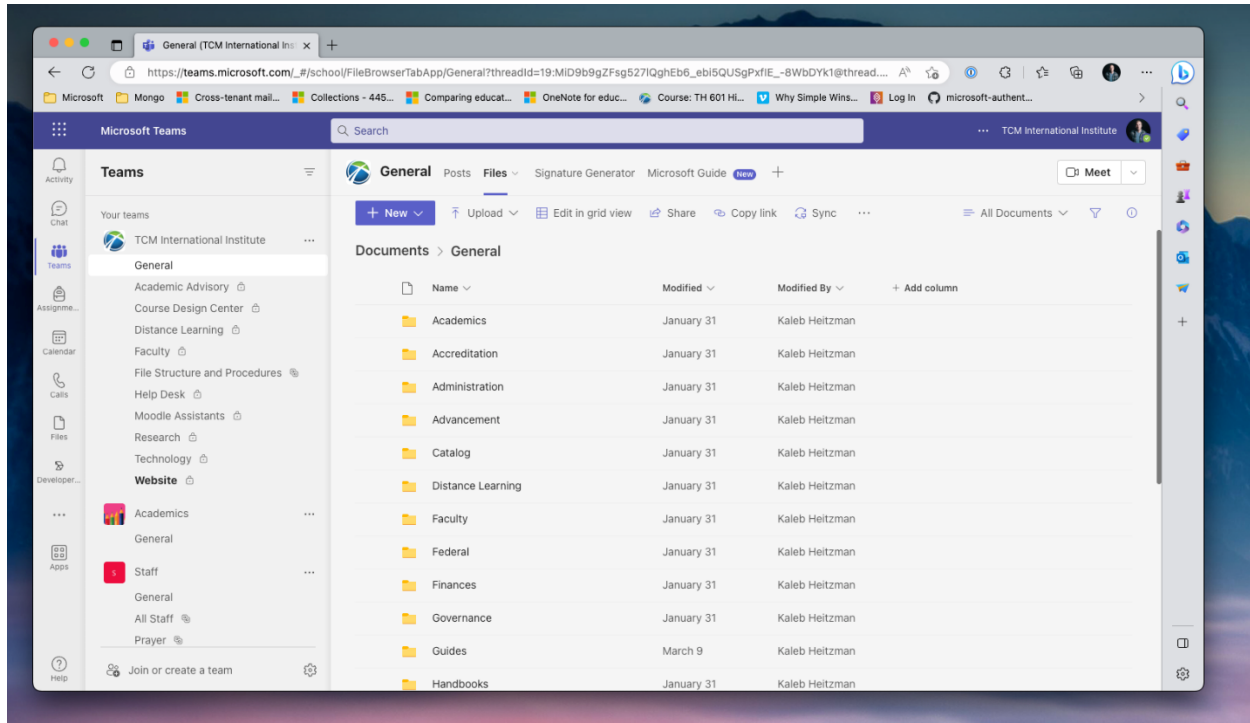 General (TCM International Ins
https://teams.microsoft.com/_#/school/FileBrowserTabApp/General?threadId=19:MiD9b9gZFsg527IQghEb6_ebi5QUSgPxfIE_-8WbDYk1@thread....
Microsoft Mongo Cross-tenant mail... Collections - 445... Comparing educat... OneNote for educ... Course: TH 601 Hi... Why Simple Wins... Log In microsoft-authent...
Microsoft Teams Search TCM International Institute
Activity
Chat
Teams
Assignme...
Calendar
Calls
Files
Developer...
Apps
Help
Teams
Your teams
TCM International Institute
General
Academic Advisory
Course Design Center
Distance Learning
Faculty
File Structure and Procedures
Help Desk
Moodle Assistants
Research
Technology
Website
Academics
General
S Staff
General
All Staff
Prayer
Join or create a team
General Posts Files Signature Generator Microsoft Guide New Meet
New Upload Edit in grid view Share Copy link Sync ... All Documents
Documents > General
Name Modified Modified By + Add column
Academics January 31 Kaleb Heitzman
Accreditation January 31 Kaleb Heitzman
Administration January 31 Kaleb Heitzman
Advancement January 31 Kaleb Heitzman
Catalog January 31 Kaleb Heitzman
Distance Learning January 31 Kaleb Heitzman
Faculty January 31 Kaleb Heitzman
Federal January 31 Kaleb Heitzman
Finances January 31 Kaleb Heitzman
Governance January 31 Kaleb Heitzman
Guides March 9 Kaleb Heitzman
Handbooks January 31 Kaleb Heitzman